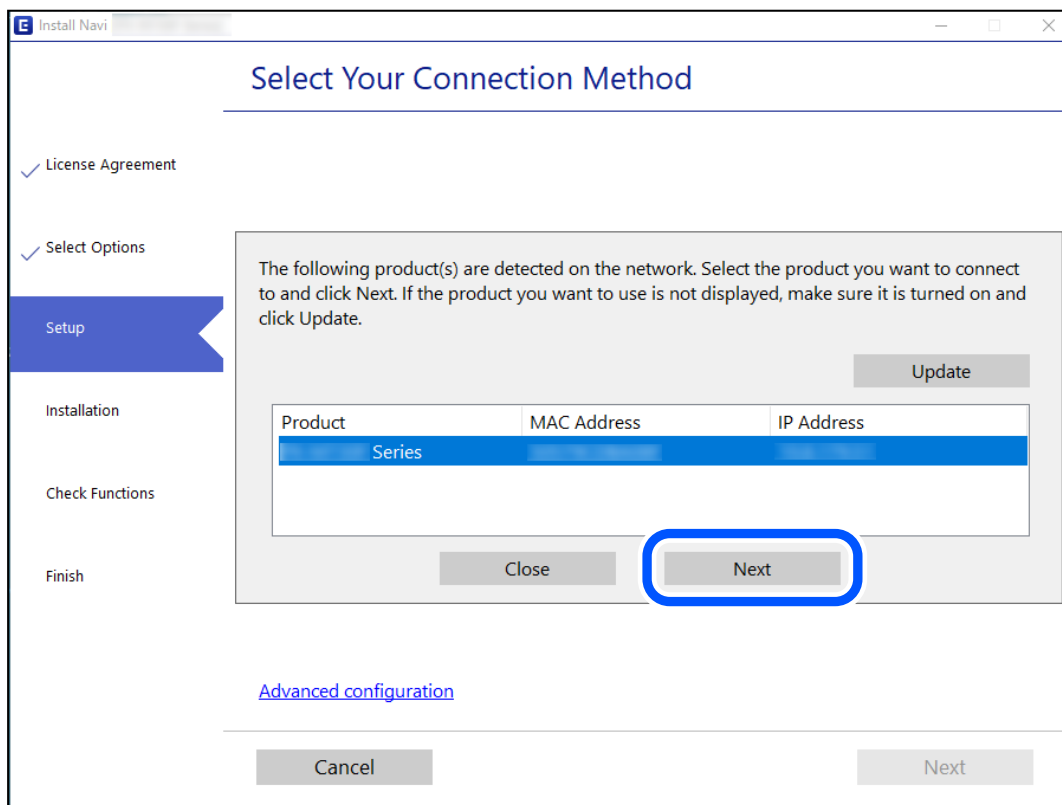 Install Navi
Select Your Connection Method
License Agreement
Select Options
Setup
Installation
Check Functions
Finish
The following product(s) are detected on the network. Select the product you want to connect
to and click Next. If the product you want to use is not displayed, make sure it is turned on and
click Update.
Update
Product MAC Address IP Address
Series
Close Next
Advanced configuration
Cancel Next